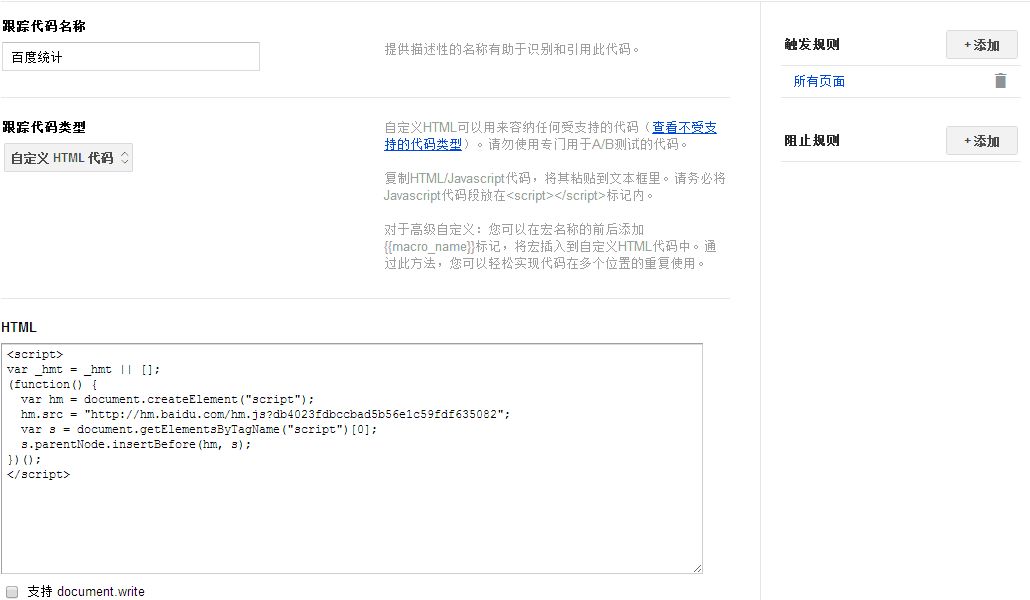 跟踪代码名称
百度统计
提供描述性的名称有助于识别和引用此代码。
跟踪代码类型
自定义 HTML 代码
自定义HTML可以用来容纳任何受支持的代码（查看不受支
持的代码类型）。请勿使用专门用于A/B测试的代码。
复制HTML/Javascript代码，将其粘贴到文本框里。请务必将
Javascript代码段放在<script></script>标记内。
对于高级自定义：您可以在宏名称的前后添加
{{macro_name}}标记，将宏插入到自定义HTML代码中。通
过此方法，您可以轻松实现代码在多个位置的重复使用。
HTML
<script>
var _hmt = _hmt || [];
(function() {
  var hm = document.createElement("script");
  hm.src = "http://hm.baidu.com/hm.js?db4023fdbccbad5b56e1c59fdf635082";
  var s = document.getElementsByTagName("script")[0];
  s.parentNode.insertBefore(hm, s);
})();
</script>
支持 document.write
触发规则
+添加
所有页面
阻止规则
+添加